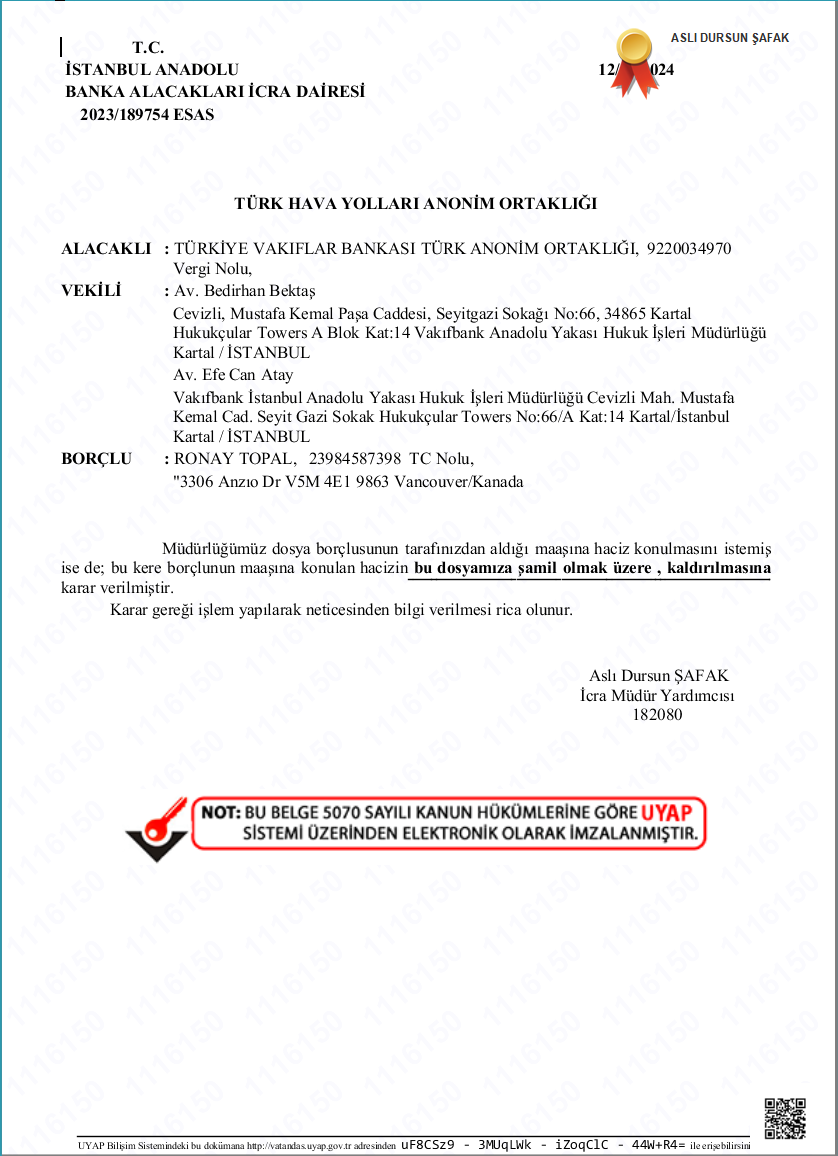 ASLI DURSUN ŞAFAK
T.C.
İSTANBUL ANADOLU
12/ 024
BANKA ALACAKLARI İCRA DAİRESİ
2023/189754 ESAS
TÜRK HAVA YOLLARI ANONİM ORTAKLIĞI
ALACAKLI : TÜRKİYE VAKIFLAR BANKASI TÜRK ANONİM ORTAKLIĞI, 9220034970
Vergi Nolu,
VEKİLİ : Av. Bedirhan Bektaş
Cevizli, Mustafa Kemal Paşa Caddesi, Seyitgazi Sokağı No:66, 34865 Kartal
Hukukçular Towers A Blok Kat:14 Vakıfbank Anadolu Yakası Hukuk İşleri Müdürlüğü
Kartal / İSTANBUL
Av. Efe Can Atay
Vakıfbank İstanbul Anadolu Yakası Hukuk İşleri Müdürlüğü Cevizli Mah. Mustafa
Kemal Cad. Seyit Gazi Sokak Hukukçular Towers No:66/A Kat:14 Kartal/İstanbul
Kartal / İSTANBUL
BORÇLU : RONAY TOPAL, 23984587398 TC Nolu,
"3306 Anzıo Dr V5M 4E1 9863 Vancouver/Kanada
Müdürlüğümüz dosya borçlusunun tarafınızdan aldığı maaşına haciz konulmasını istemiş
ise de; bu kere borçlunun maaşına konulan hacizin bu dosyamıza şamil olmak üzere , kaldırılmasına
karar verilmiştir.
Karar gereği işlem yapılarak neticesinden bilgi verilmesi rica olunur.
Aslı Dursun ŞAFAK
İcra Müdür Yardımcısı
182080
NOT: BU BELGE 5070 SAYILI KANUN HÜKÜMLERİNE GÖRE UYAP
SİSTEMİ ÜZERİNDEN ELEKTRONİK OLARAK İMZALANMIŞTIR.
UYAP Bilişim Sistemindeki bu dokümana http://vatandas.uyap.gov.tr adresinden uF8CSz9 - 3MUqLWk - iZoqClC - 44W+R4= ile erişebilirsini
1116150